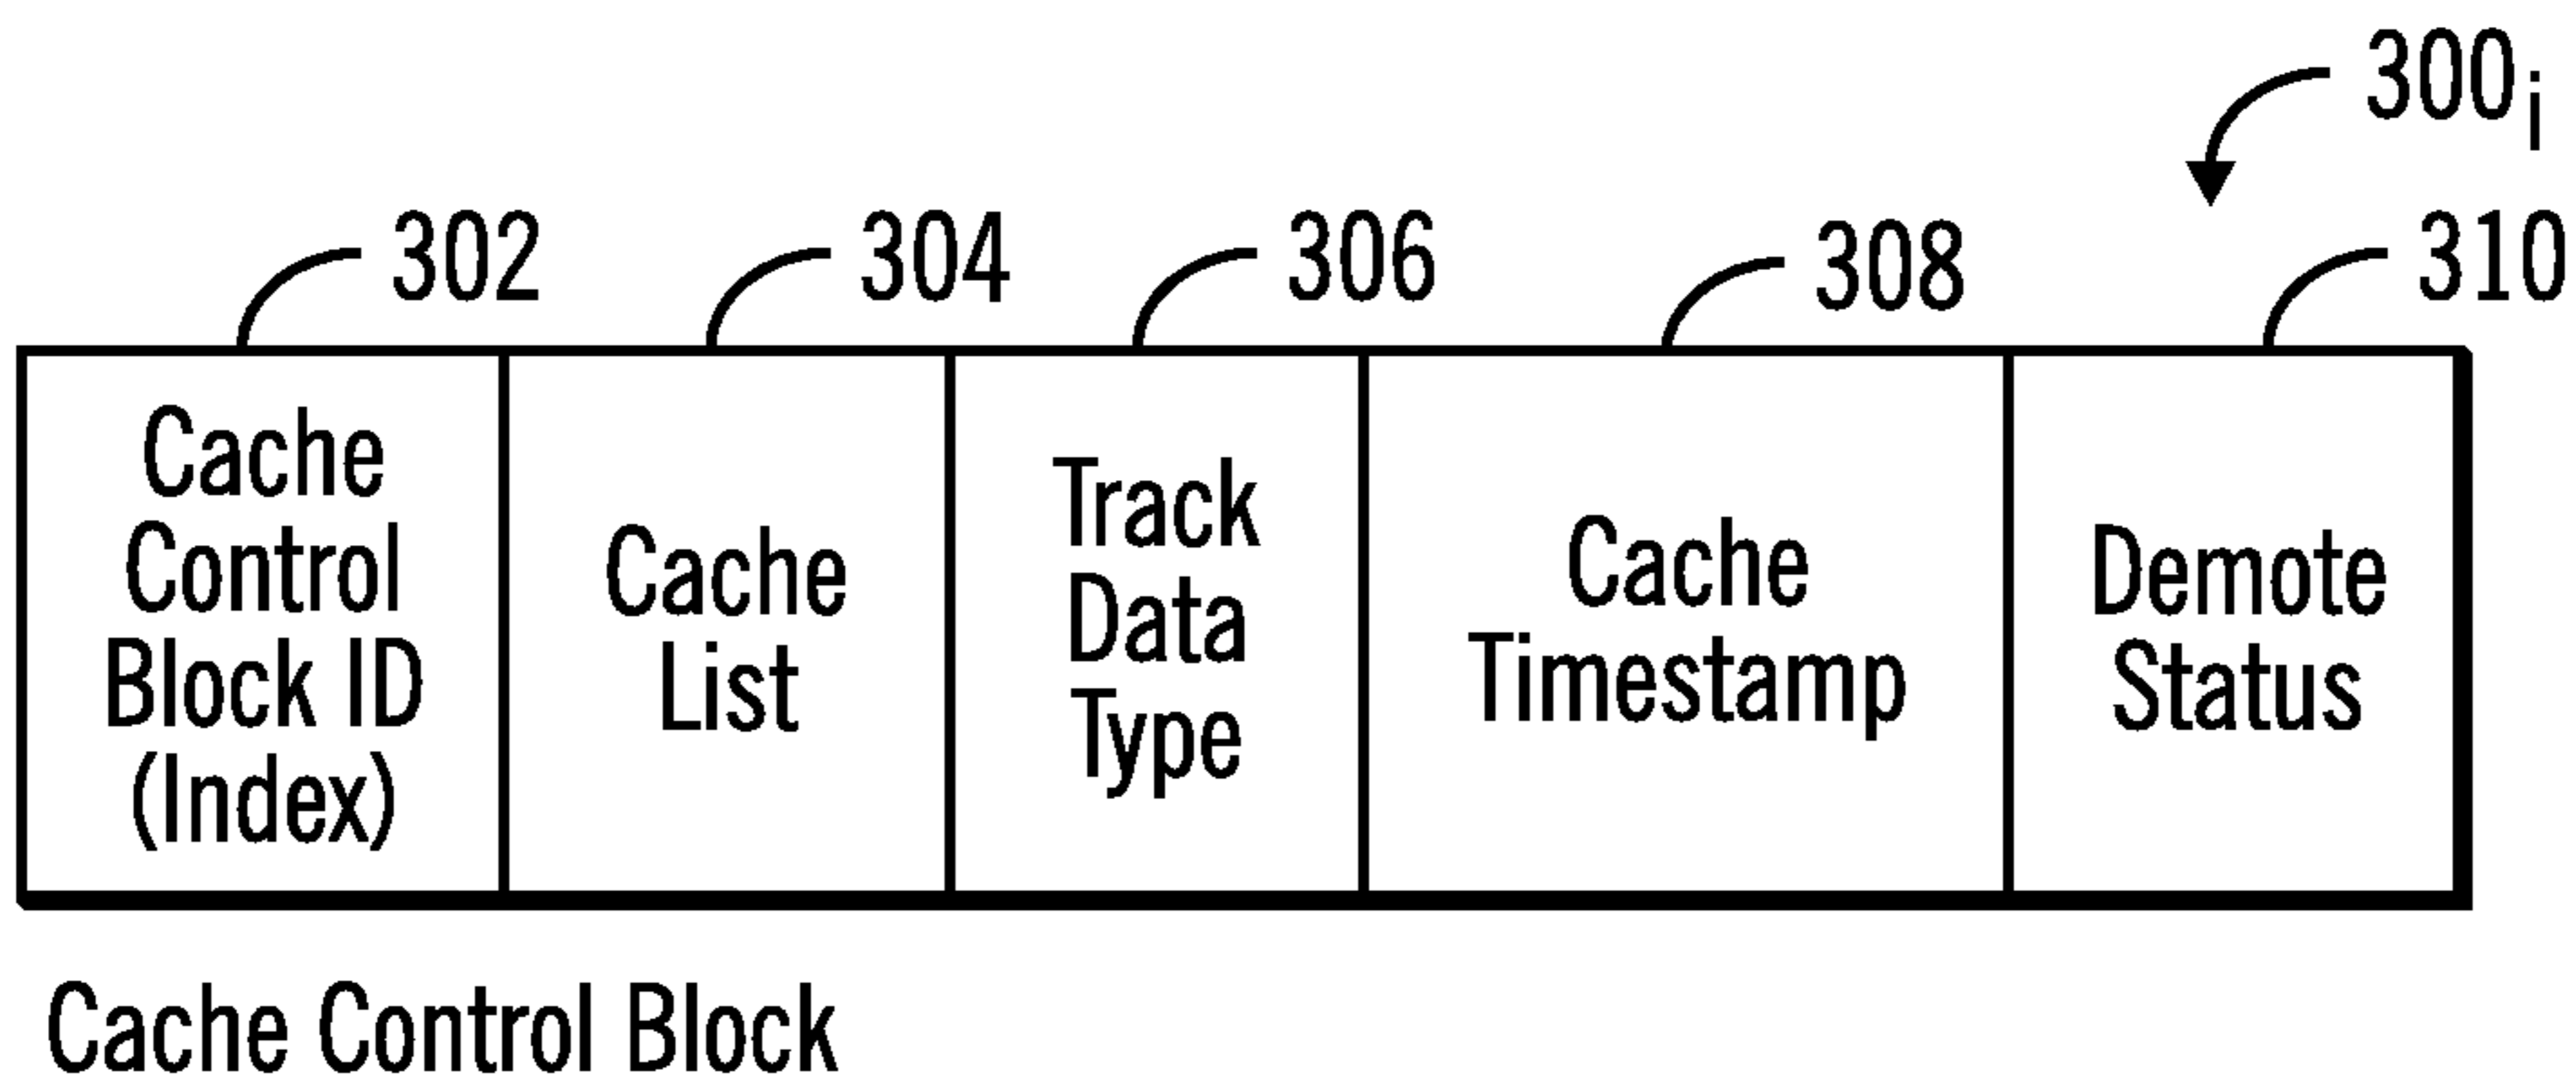 300i
302
304
306
308
310
Cache
Control
Block ID
(Index)
Cache
List
Track
Data
Type
Cache
Timestamp
Demote
Status
Cache Control Block